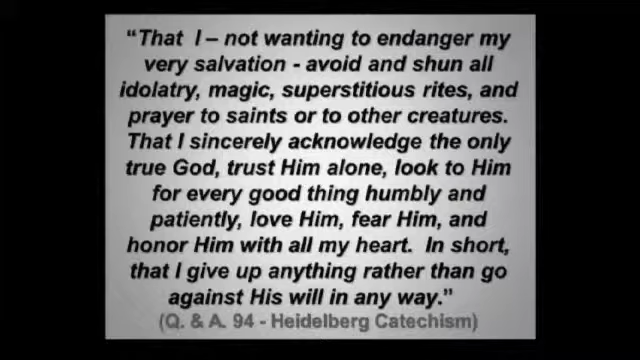 “That I – not wanting to endanger my
very salvation - avoid and shun all
idolatry, magic, superstitious rites, and
prayer to saints or to other creatures.
That I sincerely acknowledge the only
true God, trust Him alone, look to Him
for every good thing humbly and
patiently, love Him, fear Him, and
honor Him with all my heart. In short,
that I give up anything rather than go
against His will in any way.”
(Q. & A. 94 - Heidelberg Catechism)